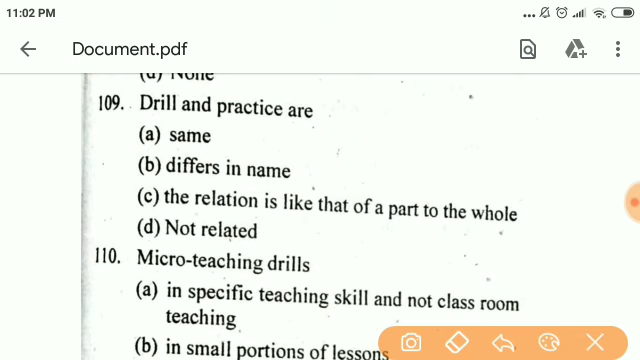 11:02 PM
Document.pdf
(d) None
109. Drill and practice are
(a) same
(b) differs in name
(c) the relation is like that of a part to the whole
(d) Not related
110. Micro-teaching drills
(a) in specific teaching skill and not class room
teaching
(b) in small portions of lessons